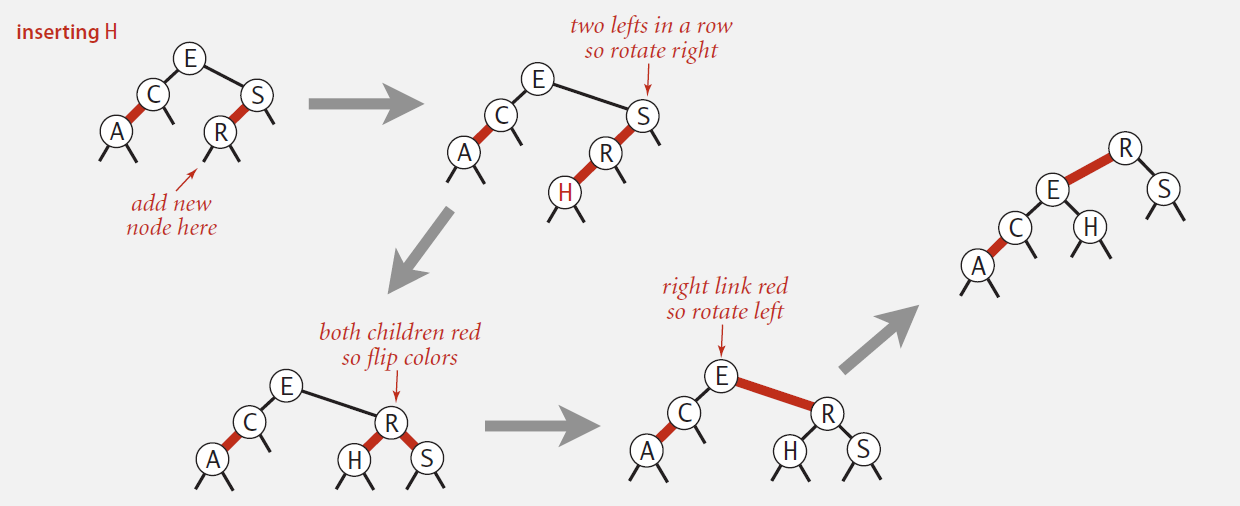 inserting H
E
C
S
A
R
add new
node here
two lefts in a row
so rotate right
E
C
S
A
R
H
both children red
so flip colors
E
C
R
A
H
S
right link red
so rotate left
E
C
R
A
H
S
R
E
S
C
H
A